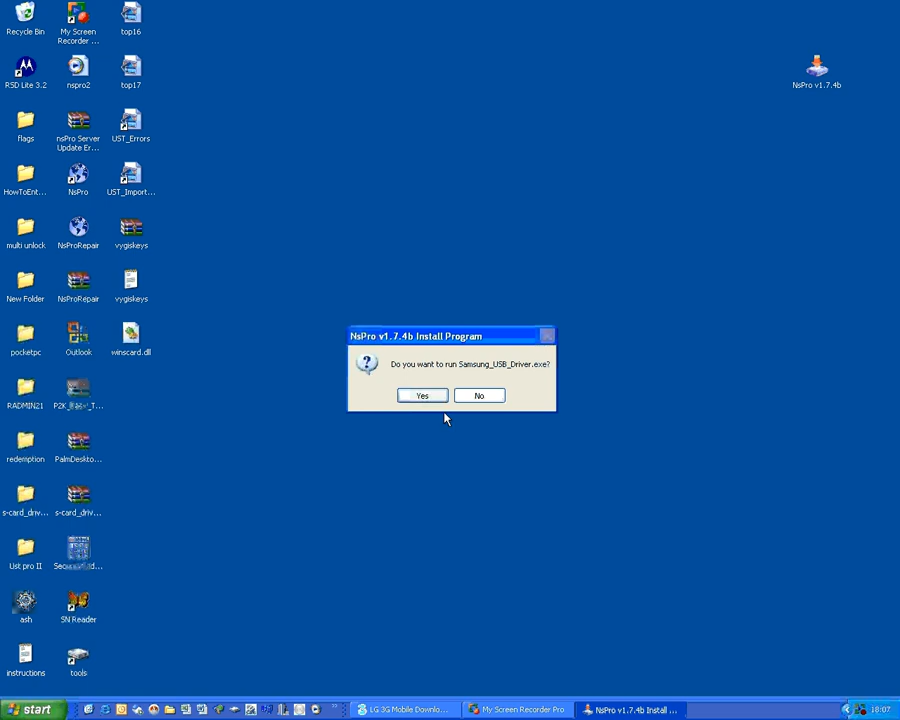 Recycle Bin
My Screen
Recorder ...
top16
NsPro v1.7.4b
RSD Lite 3.2
nspro2
top17
flags
nsPro Server
Update Er...
UST_Errors
HowToEnt...
NsPro
UST_Import...
multi unlock
NsProRepair
vygiskeys
New Folder
NsProRepair
vygiskeys
pocketpc
Outlook
winscard.dll
RADMIN21
redemption
PalmDeskto...
s-card_driv...
s-card_driv...
Ust pro II
ash
SN Reader
instructions
tools
NsPro v1.7.4b Install Program
Do you want to run Samsung_USB_Driver.exe?
Yes
No
start
LG 3G Mobile Downlo...
My Screen Recorder Pro
NsPro v1.7.4b Install ...
18:07